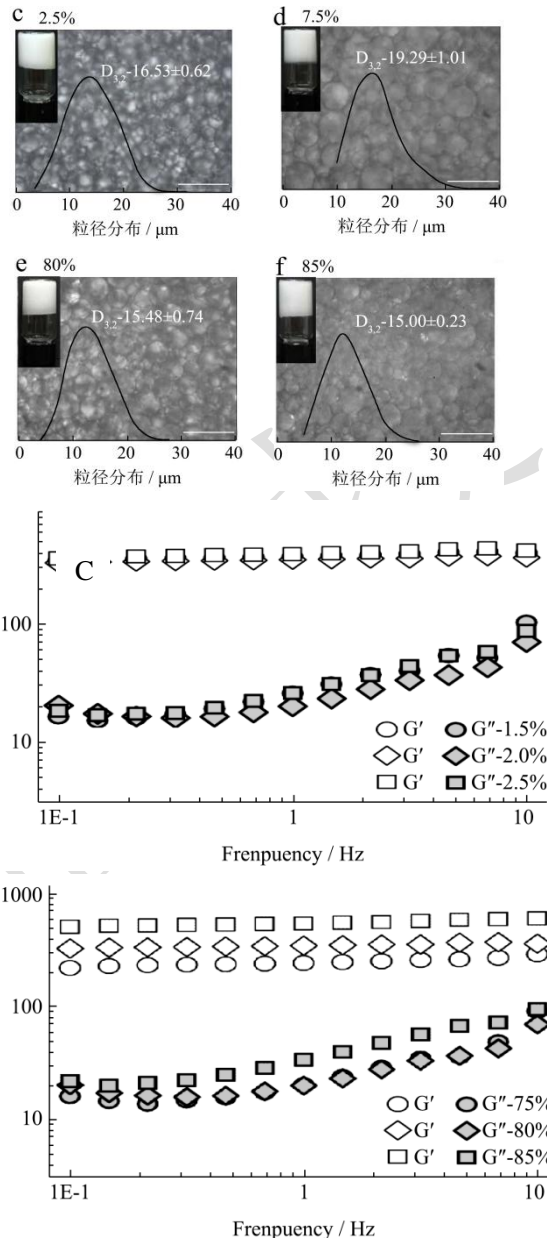 c 2.5% d 7.5%
D3,2-16.53±0.62 D3,2-19.29±1.01
0 10 20 30 40 0 10 20 30 40
粒径分布 / μm 粒径分布 / μm
e 80% f 85%
D3,2-15.48±0.74 D3,2-15.00±0.23
0 10 20 30 40 0 10 20 30 40
粒径分布 / μm 粒径分布 / μm
C
100
G′ G″-1.5%
10 G′ G″-2.0%
G′ G″-2.5%
1E-1 1 10
Frenpuency / Hz
1000
100
G′ G″-75%
10 G′ G″-80%
G′ G″-85%
1E-1 1 10
Frenpuency / Hz